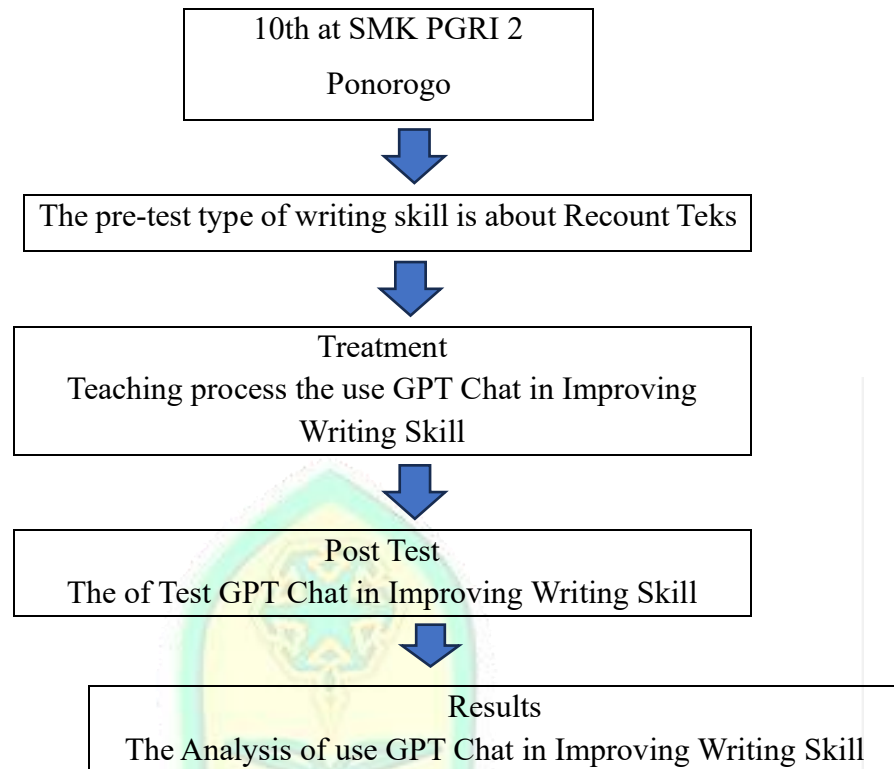 10th at SMK PGRI 2
Ponorogo
The pre-test type of writing skill is about Recount Teks
Treatment
Teaching process the use GPT Chat in Improving
Writing Skill
Post Test
The of Test GPT Chat in Improving Writing Skill
Results
The Analysis of use GPT Chat in Improving Writing Skill